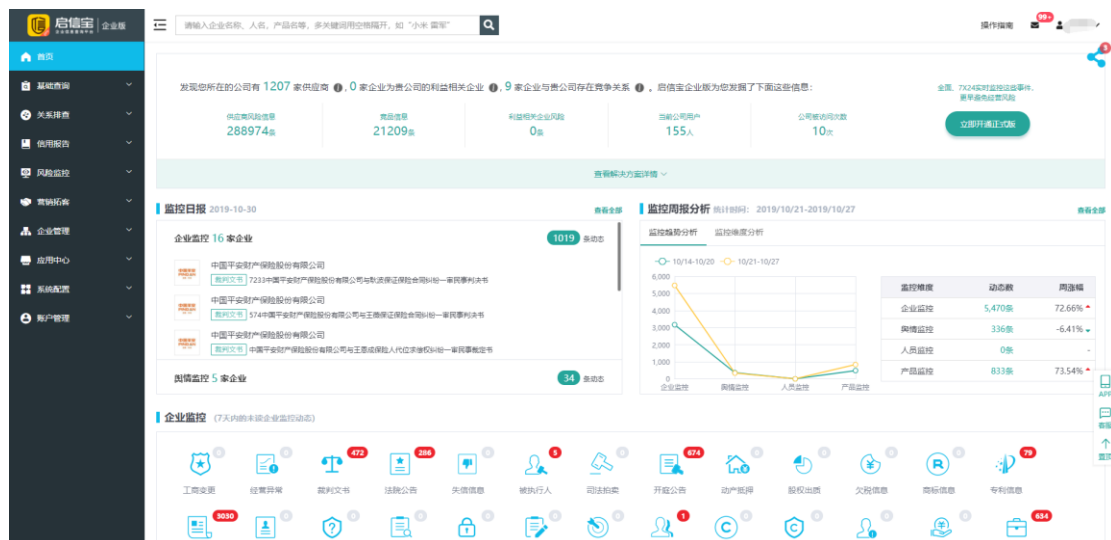 启信宝 企业版
请输入企业名称、人名，产品名等，多关键词用空格隔开，如“小米 雷军”
操作指南
99+
首页
基础查询
关系排查
信用报告
风险监控
营销拓客
企业管理
应用中心
系统配置
账户管理
3
发现您所在的公司有 1207 家供应商，0 家企业为贵公司的利益相关企业，9 家企业与贵公司存在竞争关系。启信宝企业版为您发掘了下面这些信息：
供应商风险信息 竞品信息 利益相关企业风险 当前公司用户 公司被访问次数
288974条 21209条 0条 155人 10次
全面、7X24实时监控这些事件，
更早避免经营风险
立即开通正式版
查看解决方案详情
监控日报 2019-10-30 查看全部
企业监控 16 家企业 1019 条动态
中国平安财产保险股份有限公司
裁判文书 7233中国平安财产保险股份有限公司与耿波保证保险合同纠纷一审民事判决书
中国平安财产保险股份有限公司
裁判文书 574中国平安财产保险股份有限公司与王薇保证保险合同纠纷一审民事判决书
中国平安财产保险股份有限公司
裁判文书 中国平安财产保险股份有限公司与王意成保险人代位求偿权纠纷一审民事裁定书
舆情监控 5 家企业 34 条动态
监控周报分析 统计时间：2019/10/21-2019/10/27 查看全部
监控趋势分析 监控维度分析
10/14-10/20 10/21-10/27
6,000
5,000
4,000
3,000
2,000
1,000
0
企业监控 舆情监控 人员监控 产品监控
监控维度 动态数 周涨幅
企业监控 5,470条 72.66%
舆情监控 336条 -6.41%
人员监控 0条 -
产品监控 833条 73.54%
APP
客服
置顶
企业监控 (7天内的未读企业监控动态)
0 0 472 286 0 5 0 674 0 0 0 0 79
工商变更 经营异常 裁判文书 法院公告 失信信息 被执行人 司法拍卖 开庭公告 动产抵押 股权出质 欠税信息 商标信息 专利信息
3030 0 0 0 0 0 0 1 0 0 0 0 634